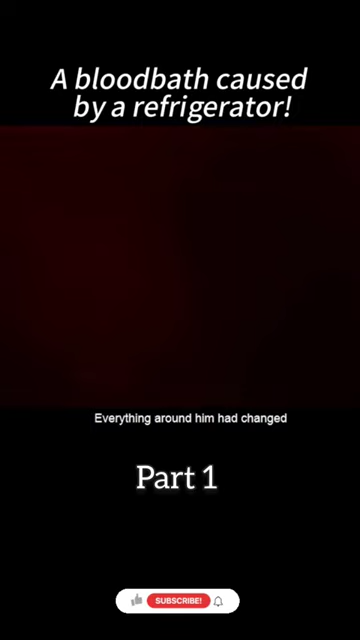 A bloodbath caused
by a refrigerator!
Everything around him had changed
Part 1
SUBSCRIBE!